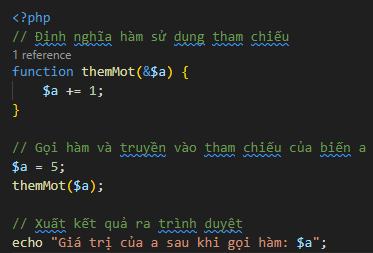 <?php
// Định nghĩa hàm sử dụng tham chiếu
1 reference
function themMot(&$a) {
    $a += 1;
}
// Gọi hàm và truyền vào tham chiếu của biến a
$a = 5;
themMot($a);
// Xuất kết quả ra trình duyệt
echo "Giá trị của a sau khi gọi hàm: $a";